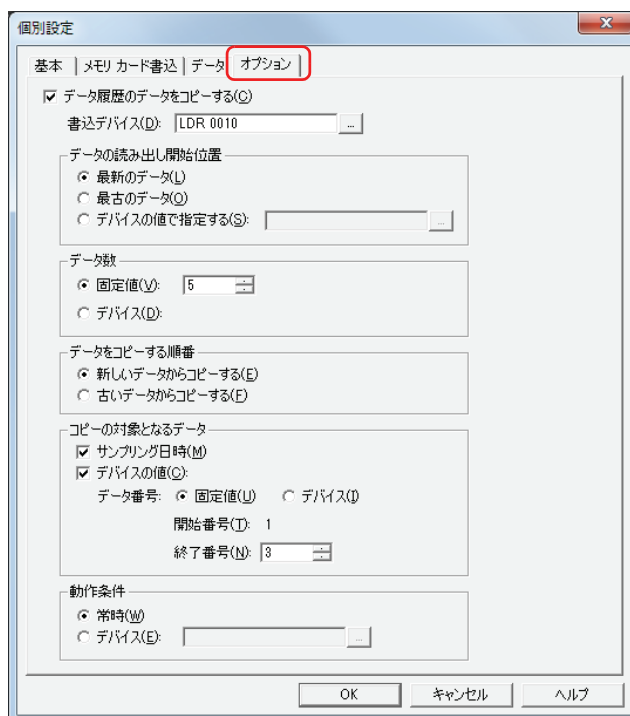 個別設定
基本 メモリ カード書込 データ オプション
データ履歴のデータをコピーする(C)
書込デバイス(D): LDR 0010 ...
データの読み出し開始位置
最新のデータ(L)
最古のデータ(O)
デバイスの値で指定する(S): ...
データ数
固定値(V): 5
デバイス(D):
データをコピーする順番
新しいデータからコピーする(E)
古いデータからコピーする(F)
コピーの対象となるデータ
サンプリング日時(M)
デバイスの値(C):
データ番号: 固定値(U) デバイス(I)
開始番号(T): 1
終了番号(N): 3
動作条件
常時(W)
デバイス(E): ...
OK キャンセル ヘルプ